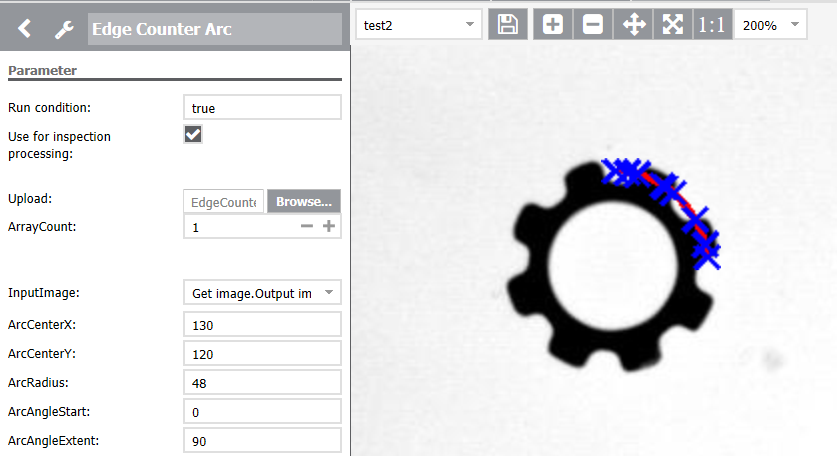 Edge Counter Arc
test2
1:1
200%
Parameter
Run condition:
true
Use for inspection
processing:
Upload:
EdgeCounte
Browse...
ArrayCount:
1
InputImage:
Get image.Output im
ArcCenterX:
130
ArcCenterY:
120
ArcRadius:
48
ArcAngleStart:
0
ArcAngleExtent:
90